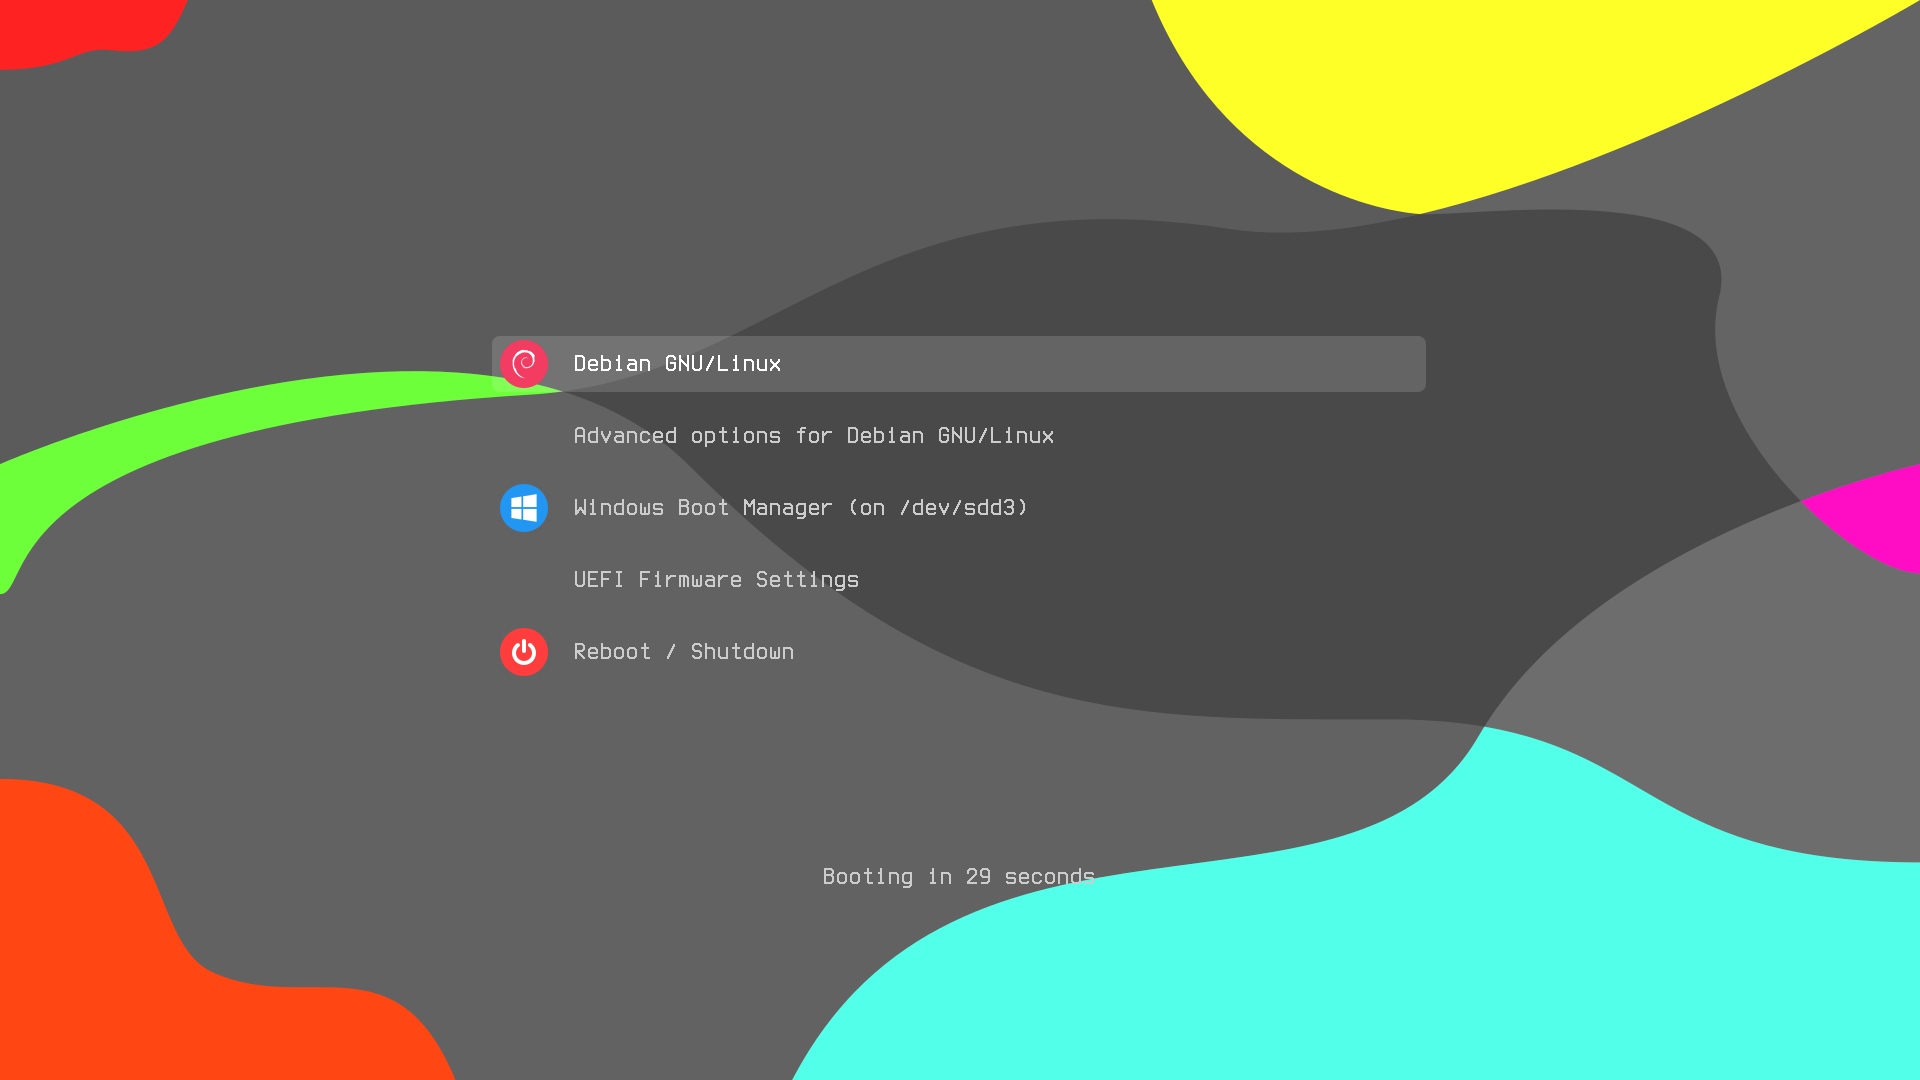 Debian GNU/Linux
Advanced options for Debian GNU/Linux
Windows Boot Manager (on /dev/sdd3)
UEFI Firmware Settings
Reboot / Shutdown
Booting in 29 seconds